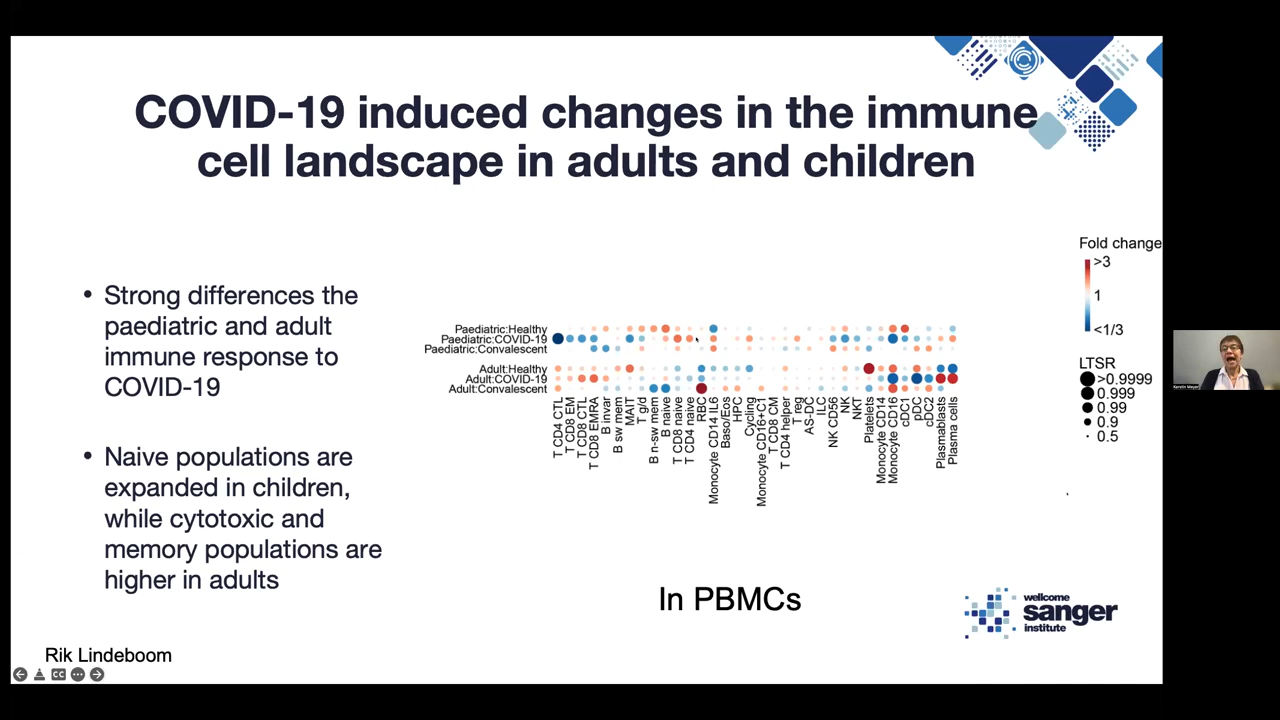 COVID-19 induced changes in the immune
cell landscape in adults and children
Strong differences the
paediatric and adult
immune response to
COVID-19
Naive populations are
expanded in children,
while cytotoxic and
memory populations are
higher in adults
Paediatric:Healthy
Paediatric:COVID-19
Paediatric:Convalescent
Adult:Healthy
Adult:COVID-19
Adult:Convalescent
T CD4 CTL
T CD8 EM
T CD8 CTL
T CD8 EMRA
B invar
B sw mem
MAIT
T g/d
B n-sw mem
B naive
T CD8 naive
T CD4 naive
RBC
Monocyte CD14 IL6
Baso/Eos
HPC
Cycling
Monocyte CD16+C1
T CD8 CM
T CD4 helper
T reg
AS-DC
ILC
NK CD56
NK
NKT
Platelets
Monocyte CD14
Monocyte CD16
cDC1
pDC
cDC2
Plasmablasts
Plasma cells
Fold change
>3
1
<1/3
LTSR
>0.9999
0.999
0.99
0.9
0.5
In PBMCs
wellcome
sanger
institute
Rik Lindeboom
CC
Kerstin Meyer